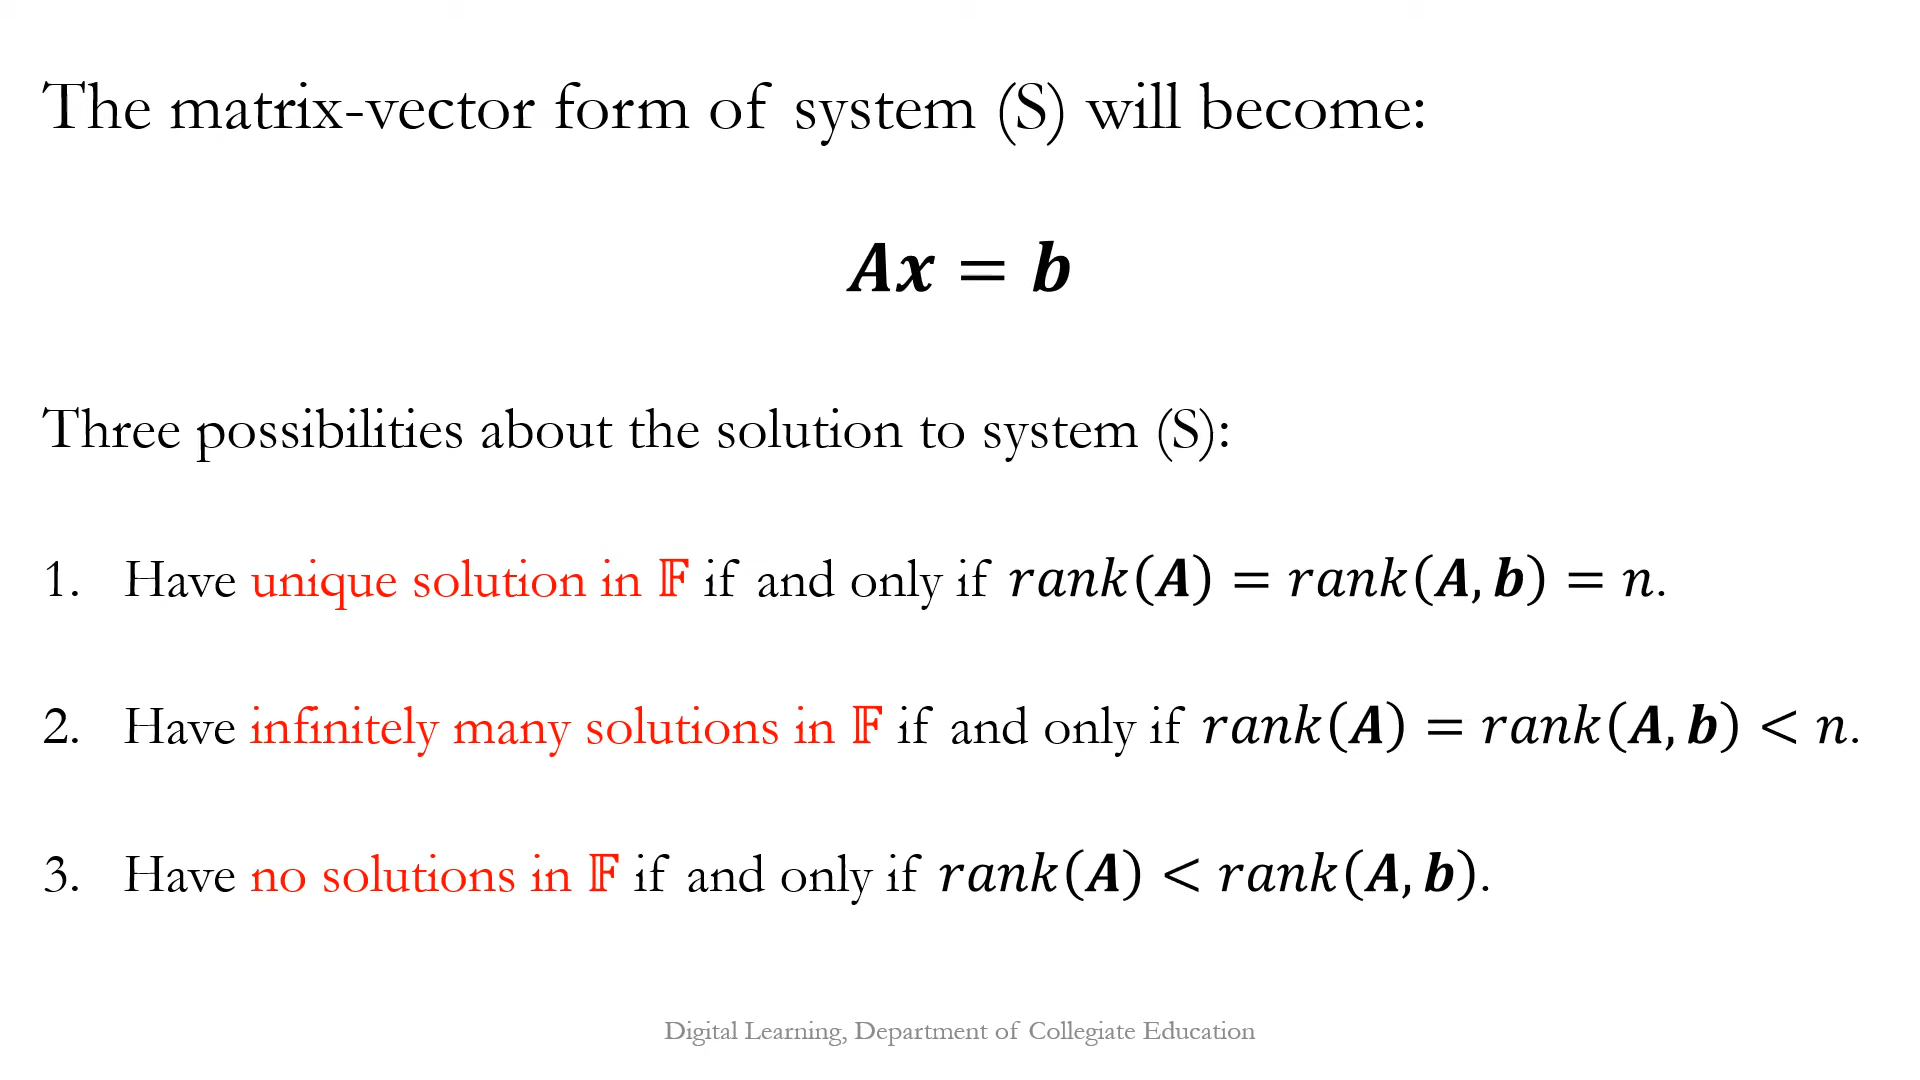 The matrix-vector form of system (S) will become:
Ax = b
Three possibilities about the solution to system (S):
1. Have unique solution in 𝔽 if and only if rank(A) = rank(A, b) = n.
2. Have infinitely many solutions in 𝔽 if and only if rank(A) = rank(A, b) < n.
3. Have no solutions in 𝔽 if and only if rank(A) < rank(A, b).
Digital Learning, Department of Collegiate Education